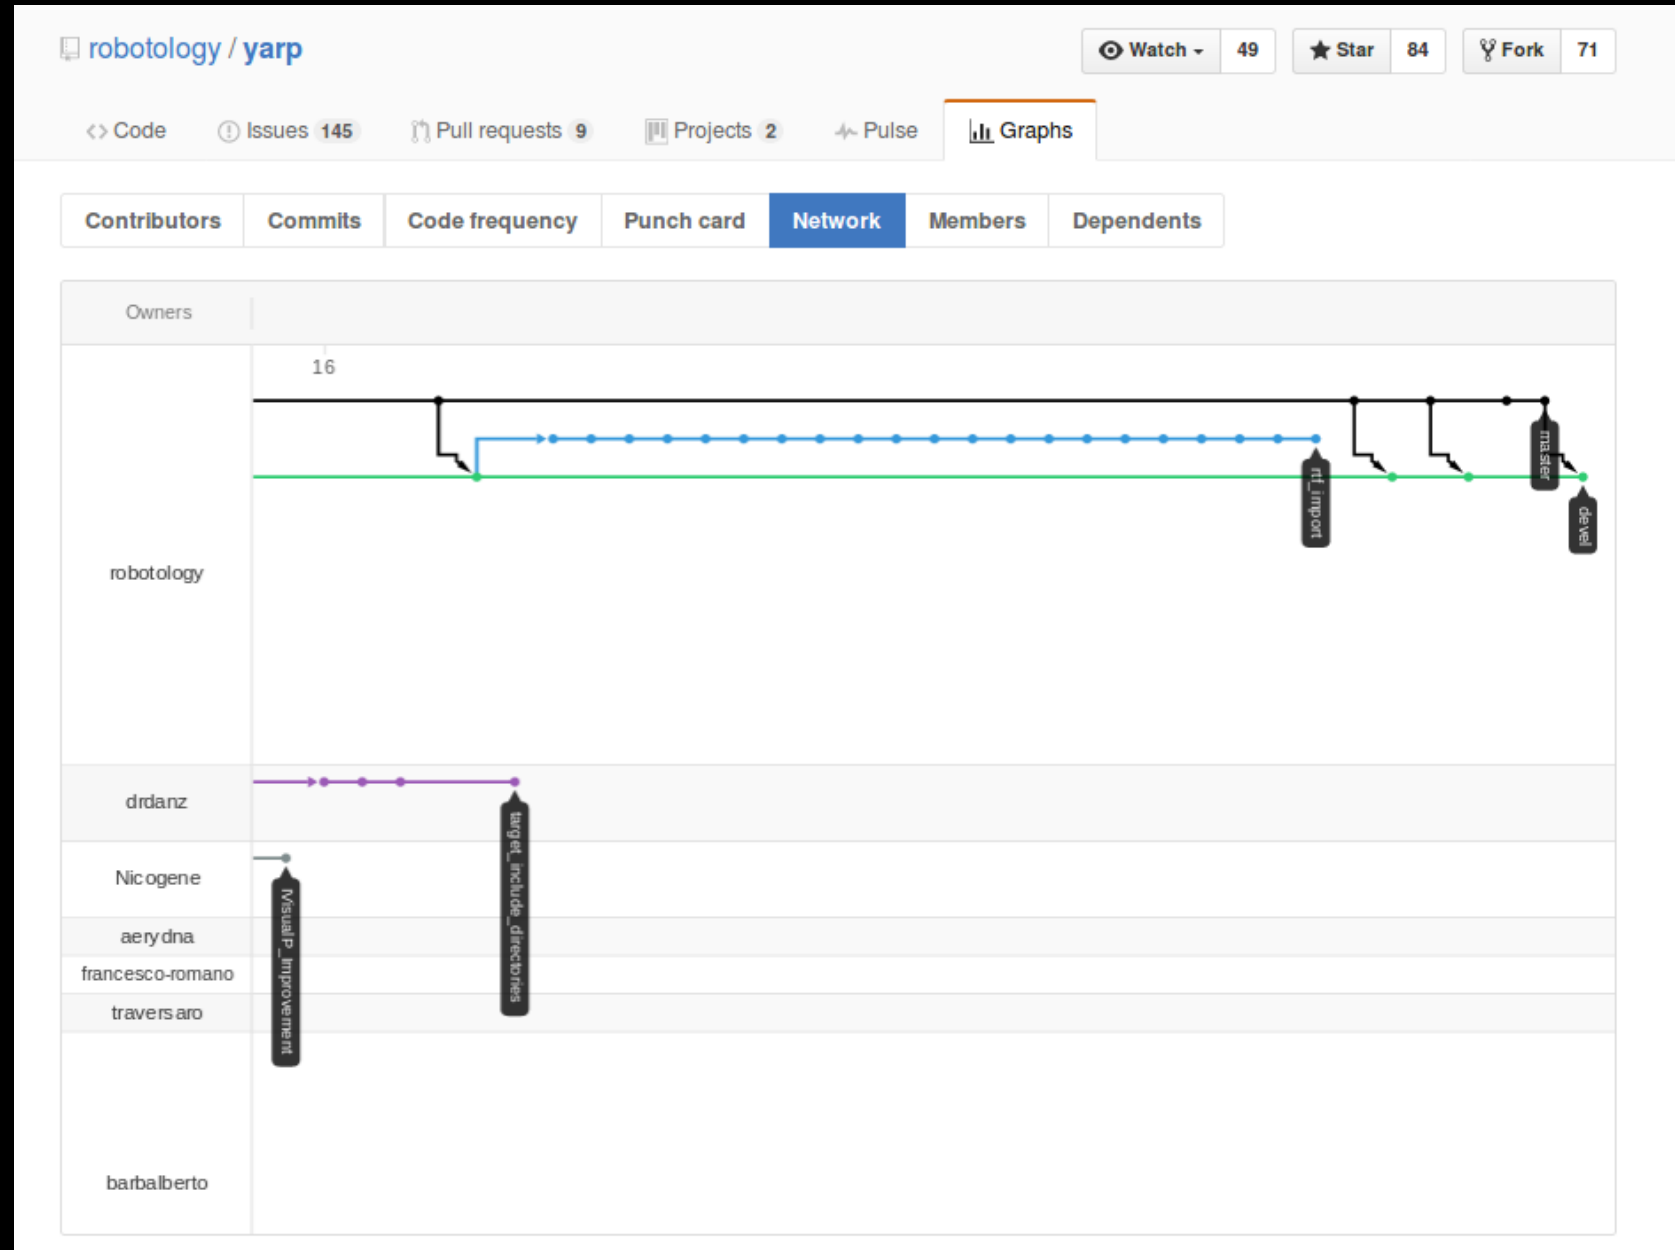 robotology / yarp
Watch 49 Star 84 Fork 71
Code Issues 145 Pull requests 9 Projects 2 Pulse Graphs
Contributors Commits Code frequency Punch card Network Members Dependents
Owners
16
master
rtf_import
devel
robotology
drdanz
target_include_directories
Nicogene
IVisualP_Improvement
aerydna
francesco-romano
traversaro
barbalberto